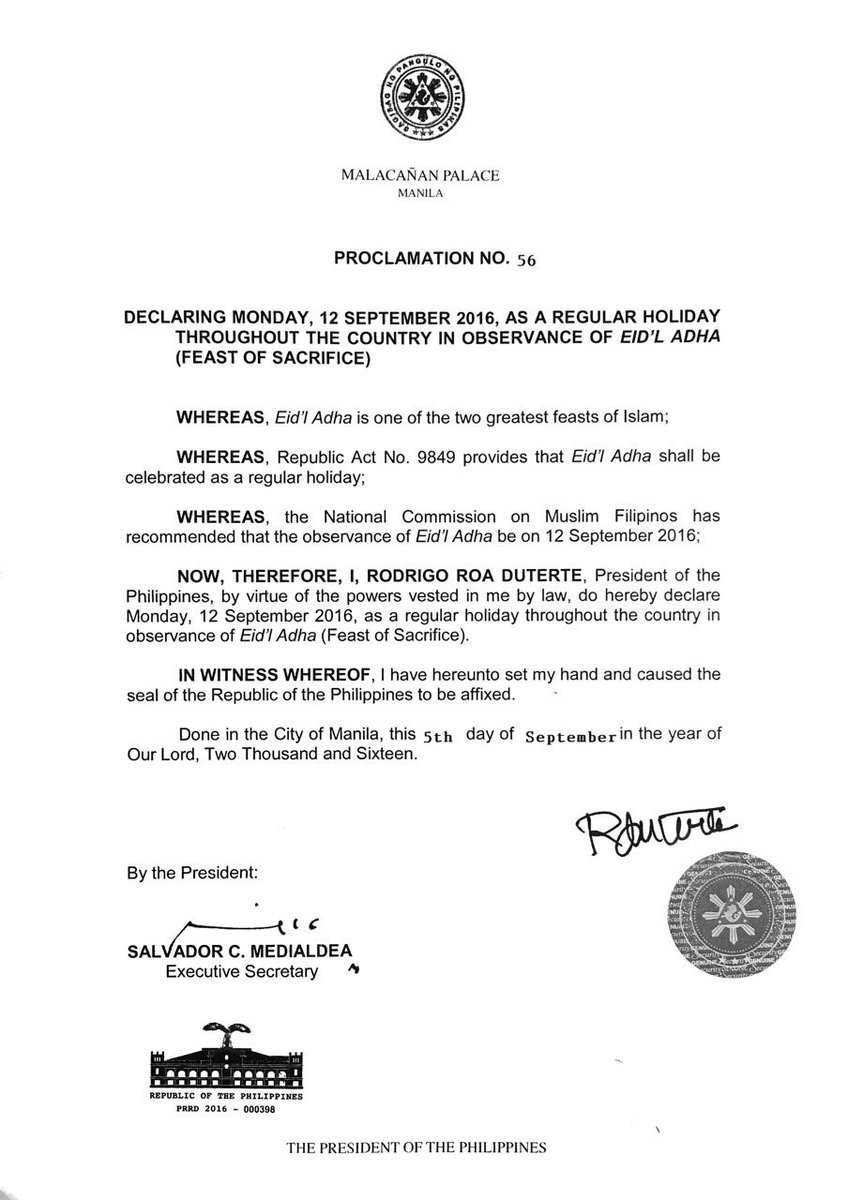 SAGISAG NG PANGULO NG PILIPINAS
MALACAÑAN PALACE
MANILA
PROCLAMATION NO. 56
DECLARING MONDAY, 12 SEPTEMBER 2016, AS A REGULAR HOLIDAY
THROUGHOUT THE COUNTRY IN OBSERVANCE OF EID’L ADHA
(FEAST OF SACRIFICE)
WHEREAS, Eid’l Adha is one of the two greatest feasts of Islam;
WHEREAS, Republic Act No. 9849 provides that Eid’l Adha shall be
celebrated as a regular holiday;
WHEREAS, the National Commission on Muslim Filipinos has
recommended that the observance of Eid’l Adha be on 12 September 2016;
NOW, THEREFORE, I, RODRIGO ROA DUTERTE, President of the
Philippines, by virtue of the powers vested in me by law, do hereby declare
Monday, 12 September 2016, as a regular holiday throughout the country in
observance of Eid’l Adha (Feast of Sacrifice).
IN WITNESS WHEREOF, I have hereunto set my hand and caused the
seal of the Republic of the Philippines to be affixed.
Done in the City of Manila, this 5th day of September in the year of
Our Lord, Two Thousand and Sixteen.
By the President:
SALVADOR C. MEDIALDEA
Executive Secretary
REPUBLIC OF THE PHILIPPINES
PRRD 2016 - 000398
THE PRESIDENT OF THE PHILIPPINES